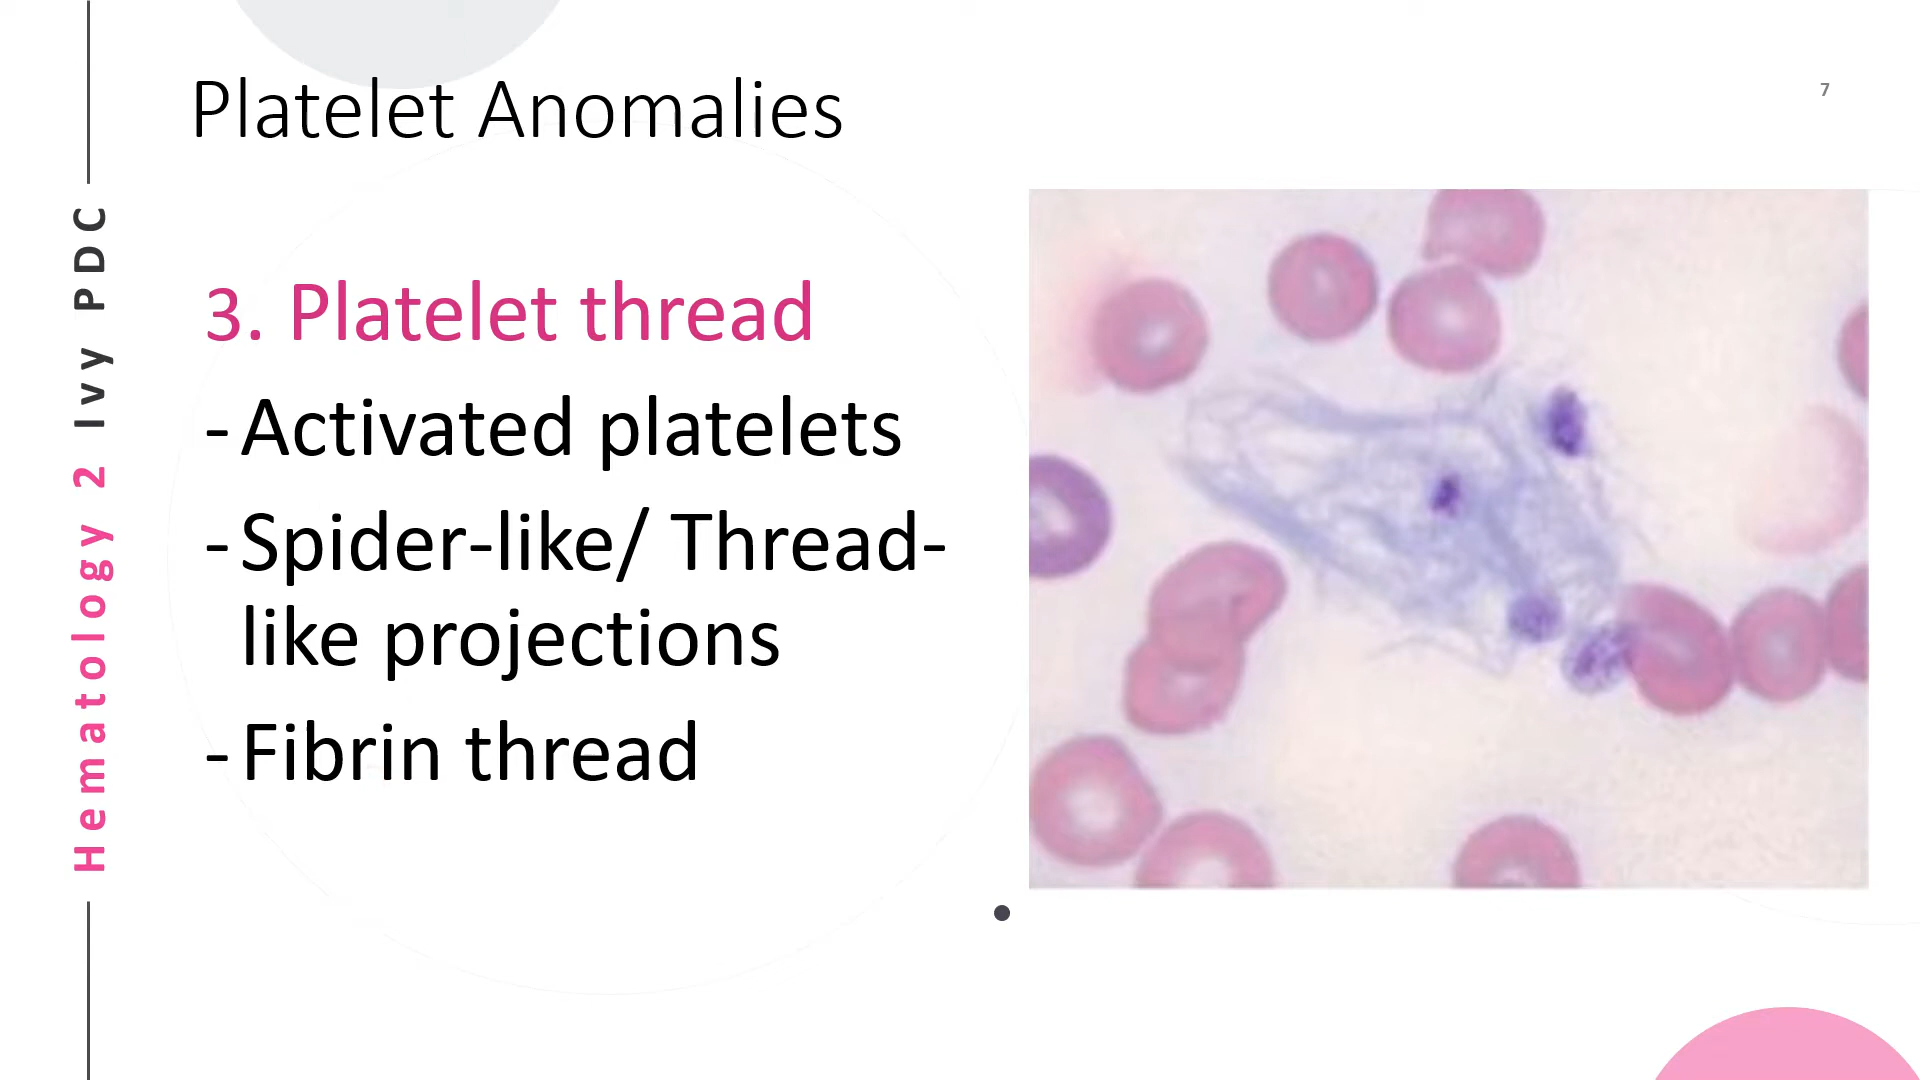 Platelet Anomalies
7
Hematology 2 Ivy PDC
3. Platelet thread
- Activated platelets
- Spider-like/ Thread-
like projections
- Fibrin thread